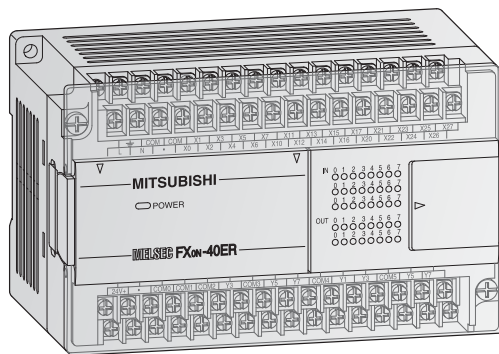 COM COM X1 X3 X5 X7 X11 X13 X15 X17 X21 X23 X25 X27
L N • X0 X2 X4 X6 X10 X12 X14 X16 X20 X22 X24 X26
MITSUBISHI
POWER
MELSEC FX0N-40ER
IN 0 1 2 3 4 5 6 7
0 1 2 3 4 5 6 7
0 1 2 3 4 5 6 7
OUT 0 1 2 3 4 5 6 7
0 1 2 3 4 5 6 7
24V+ • COM0 COM1 COM2 Y3 COM3 Y5 Y7 COM4 Y1 Y3 COM5 Y5 Y7